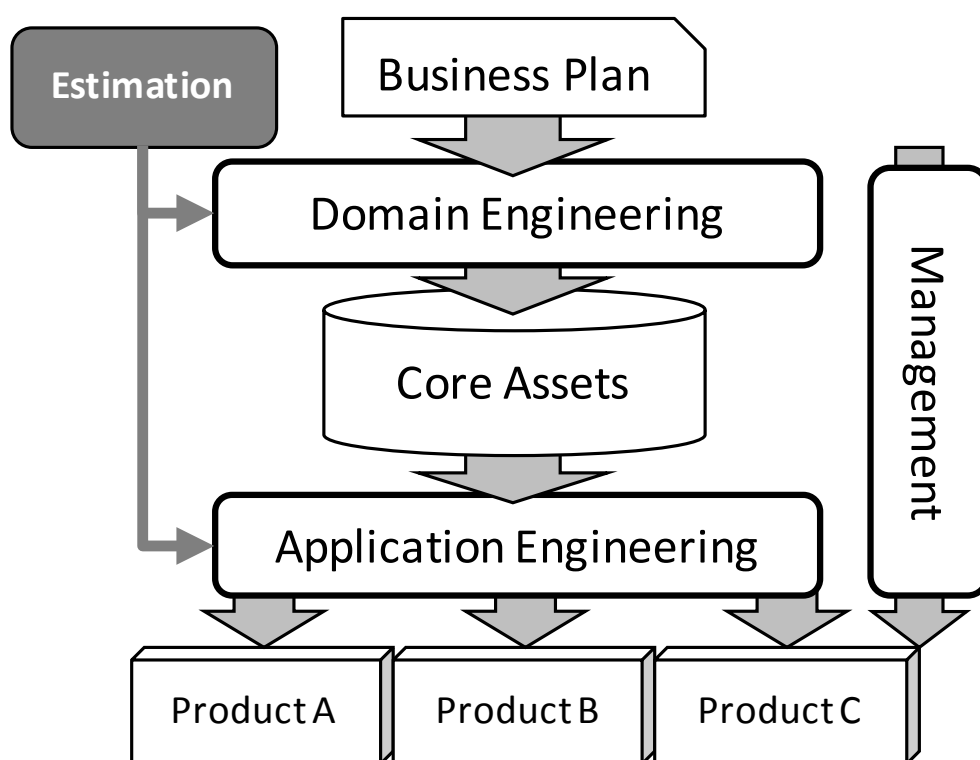 Estimation
Business Plan
Domain Engineering
Management
Core Assets
Application Engineering
Product A
Product B
Product C